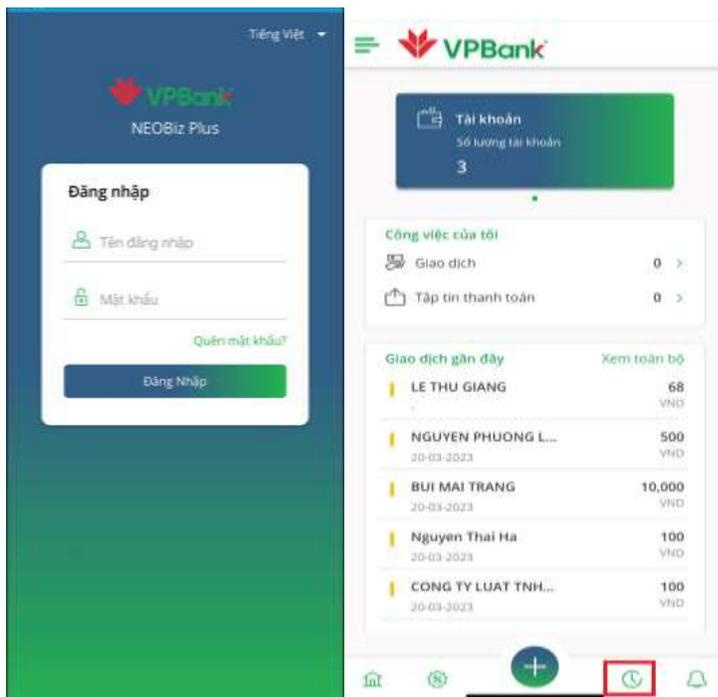 Tiếng Việt
VPBank
NEOBiz Plus
Đăng nhập
Tên đăng nhập
Mật khẩu
Quên mật khẩu?
Đăng Nhập
VPBank
Tài khoản
Số lượng tài khoản
3
Công việc của tôi
Giao dịch 0
Tập tin thanh toán 0
Giao dịch gần đây Xem toàn bộ
LE THU GIANG 68
. VND
NGUYEN PHUONG L... 500
20-03-2023 VND
BUI MAI TRANG 10,000
20-03-2023 VND
Nguyen Thai Ha 100
20-03-2023 VND
CONG TY LUAT TNH... 100
20-03-2023 VND